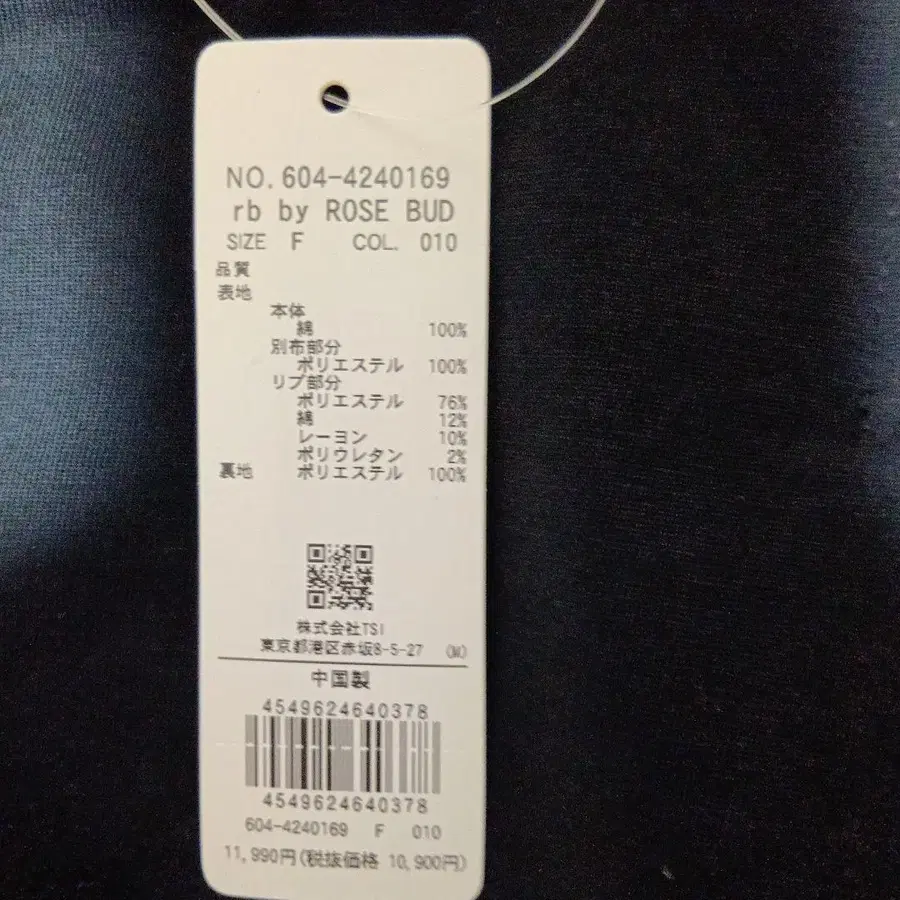 NO. 604-4240169
rb by ROSE BUD
SIZE F COL. 010
品質
表地
本体
綿 100%
別布部分
ポリエステル 100%
リブ部分
ポリエステル 76%
綿 12%
レーヨン 10%
ポリウレタン 2%
裏地 ポリエステル 100%
株式会社TSI
東京都港区赤坂8-5-27 (M)
中国製
4549624640378
4549624640378
604-4240169 F 010
11,990円(税抜価格 10,900円)